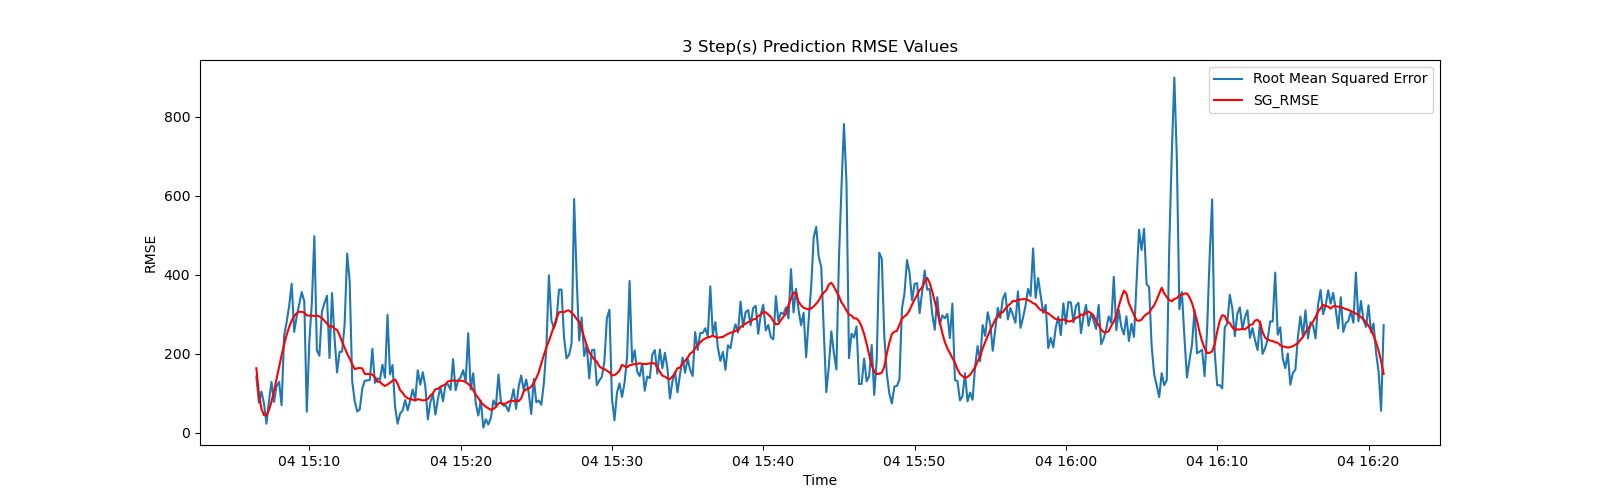 3 Step(s) Prediction RMSE Values
Root Mean Squared Error
SG_RMSE
RMSE
800
600
400
200
0
04 15:10
04 15:20
04 15:30
04 15:40
04 15:50
04 16:00
04 16:10
04 16:20
Time